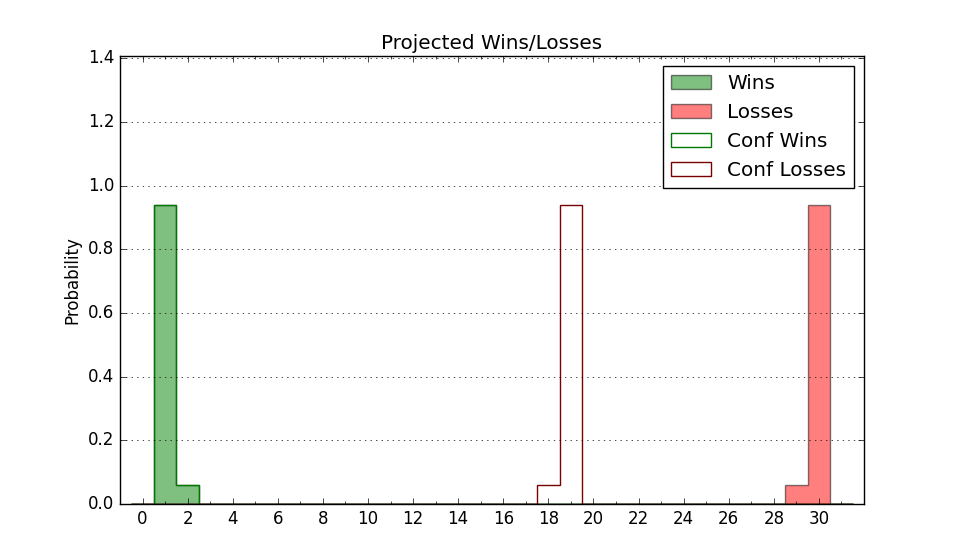 Projected Wins/Losses
1.4
1.2
1.0
0.8
0.6
0.4
0.2
0.0
Probability
Wins
Losses
Conf Wins
Conf Losses
0 2 4 6 8 10 12 14 16 18 20 22 24 26 28 30